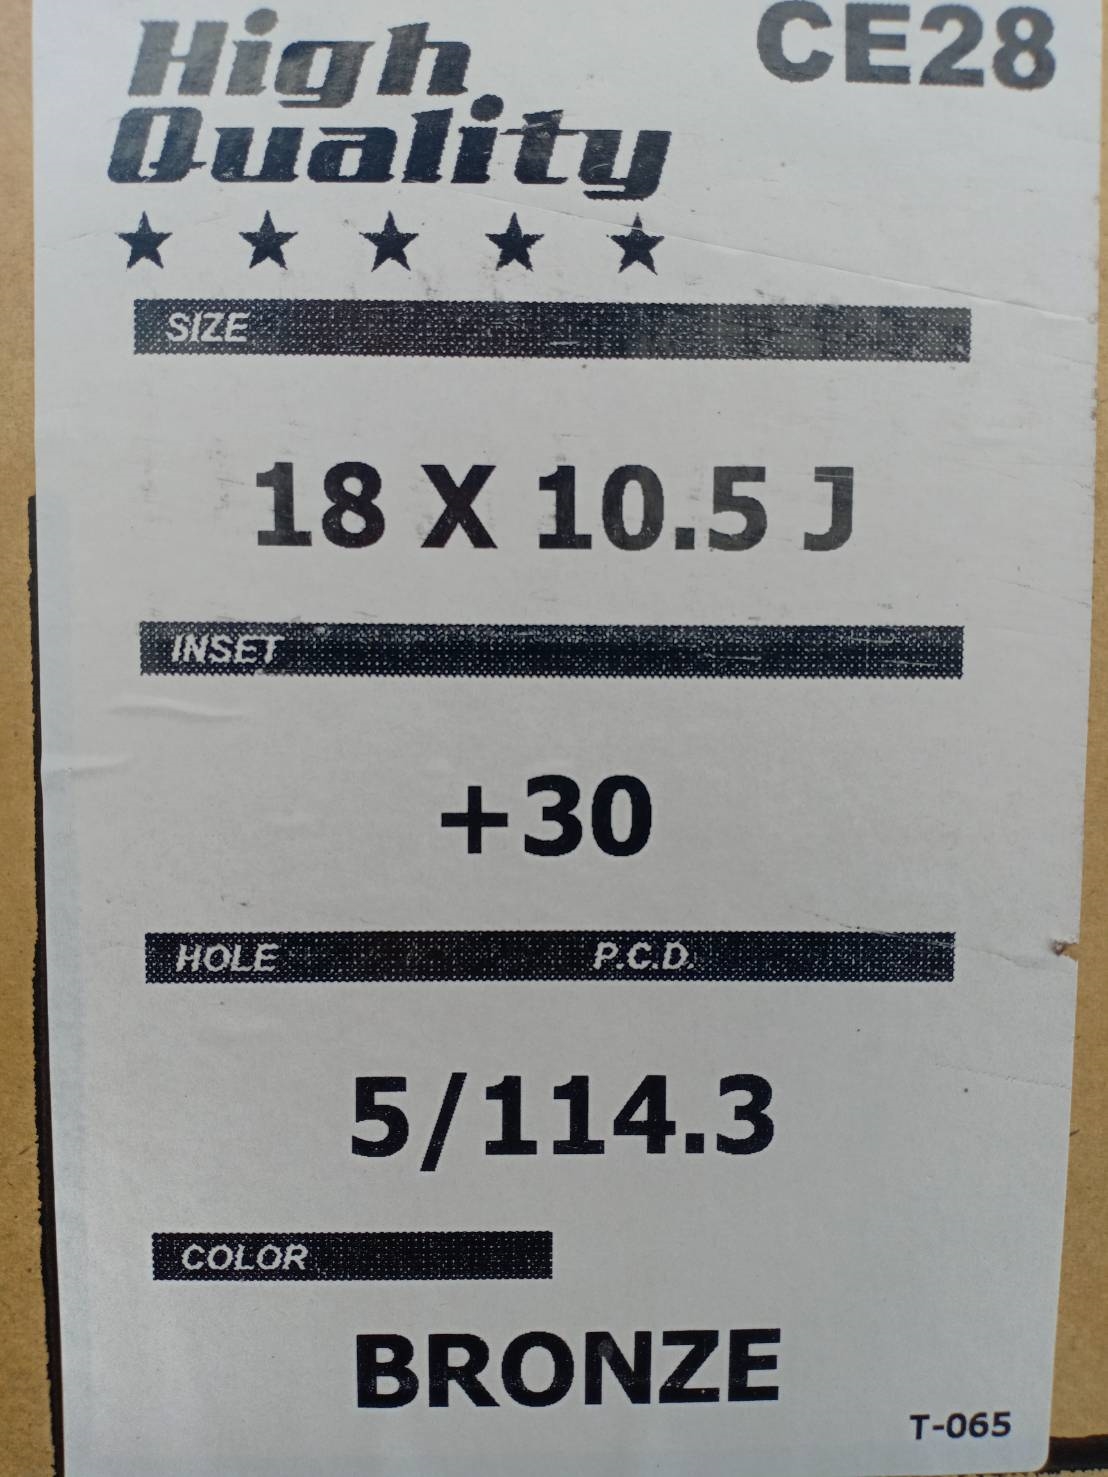 High
Quality
CE28
★ ★ ★ ★ ★
SIZE
18 X 10.5 J
INSET
+30
HOLE P.C.D.
5/114.3
COLOR
BRONZE
T-065